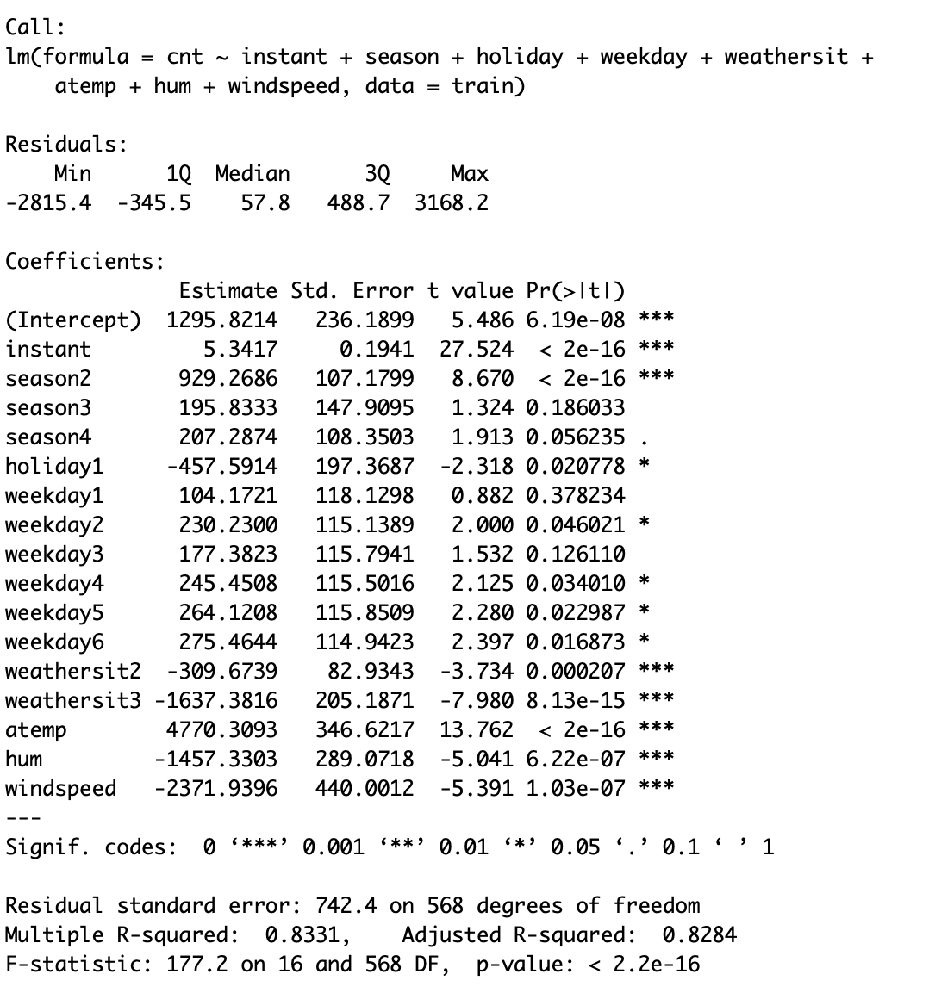 Call:
lm(formula = cnt ~ instant + season + holiday + weekday + weathersit +
    atemp + hum + windspeed, data = train)

Residuals:
    Min      1Q  Median      3Q     Max
-2815.4  -345.5    57.8   488.7  3168.2

Coefficients:
              Estimate Std. Error t value Pr(>|t|)
(Intercept)  1295.8214   236.1899   5.486 6.19e-08 ***
instant         5.3417     0.1941  27.524  < 2e-16 ***
season2       929.2686   107.1799   8.670  < 2e-16 ***
season3       195.8333   147.9095   1.324 0.186033
season4       207.2874   108.3503   1.913 0.056235 .
holiday1     -457.5914   197.3687  -2.318 0.020778 *
weekday1      104.1721   118.1298   0.882 0.378234
weekday2      230.2300   115.1389   2.000 0.046021 *
weekday3      177.3823   115.7941   1.532 0.126110
weekday4      245.4508   115.5016   2.125 0.034010 *
weekday5      264.1208   115.8509   2.280 0.022987 *
weekday6      275.4644   114.9423   2.397 0.016873 *
weathersit2  -309.6739    82.9343  -3.734 0.000207 ***
weathersit3 -1637.3816   205.1871  -7.980 8.13e-15 ***
atemp        4770.3093   346.6217  13.762  < 2e-16 ***
hum         -1457.3303   289.0718  -5.041 6.22e-07 ***
windspeed   -2371.9396   440.0012  -5.391 1.03e-07 ***
---
Signif. codes:  0 ‘***’ 0.001 ‘**’ 0.01 ‘*’ 0.05 ‘.’ 0.1 ‘ ’ 1

Residual standard error: 742.4 on 568 degrees of freedom
Multiple R-squared:  0.8331,    Adjusted R-squared:  0.8284
F-statistic: 177.2 on 16 and 568 DF,  p-value: < 2.2e-16